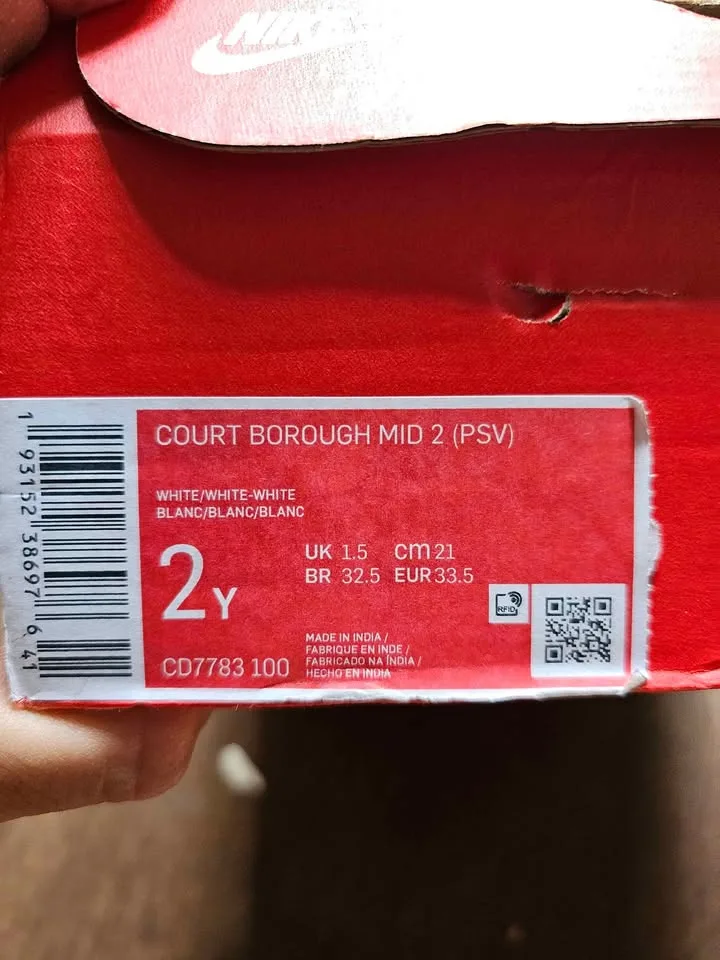 NIKE
COURT BOROUGH MID 2 (PSV)
WHITE/WHITE-WHITE
BLANC/BLANC/BLANC
2Y
UK 1.5 cm 21
BR 32.5 EUR 33.5
RFID
CD7783 100
MADE IN INDIA /
FABRIQUE EN INDE /
FABRICADO NA ÍNDIA /
HECHO EN INDIA
1 93152 38697 6 41